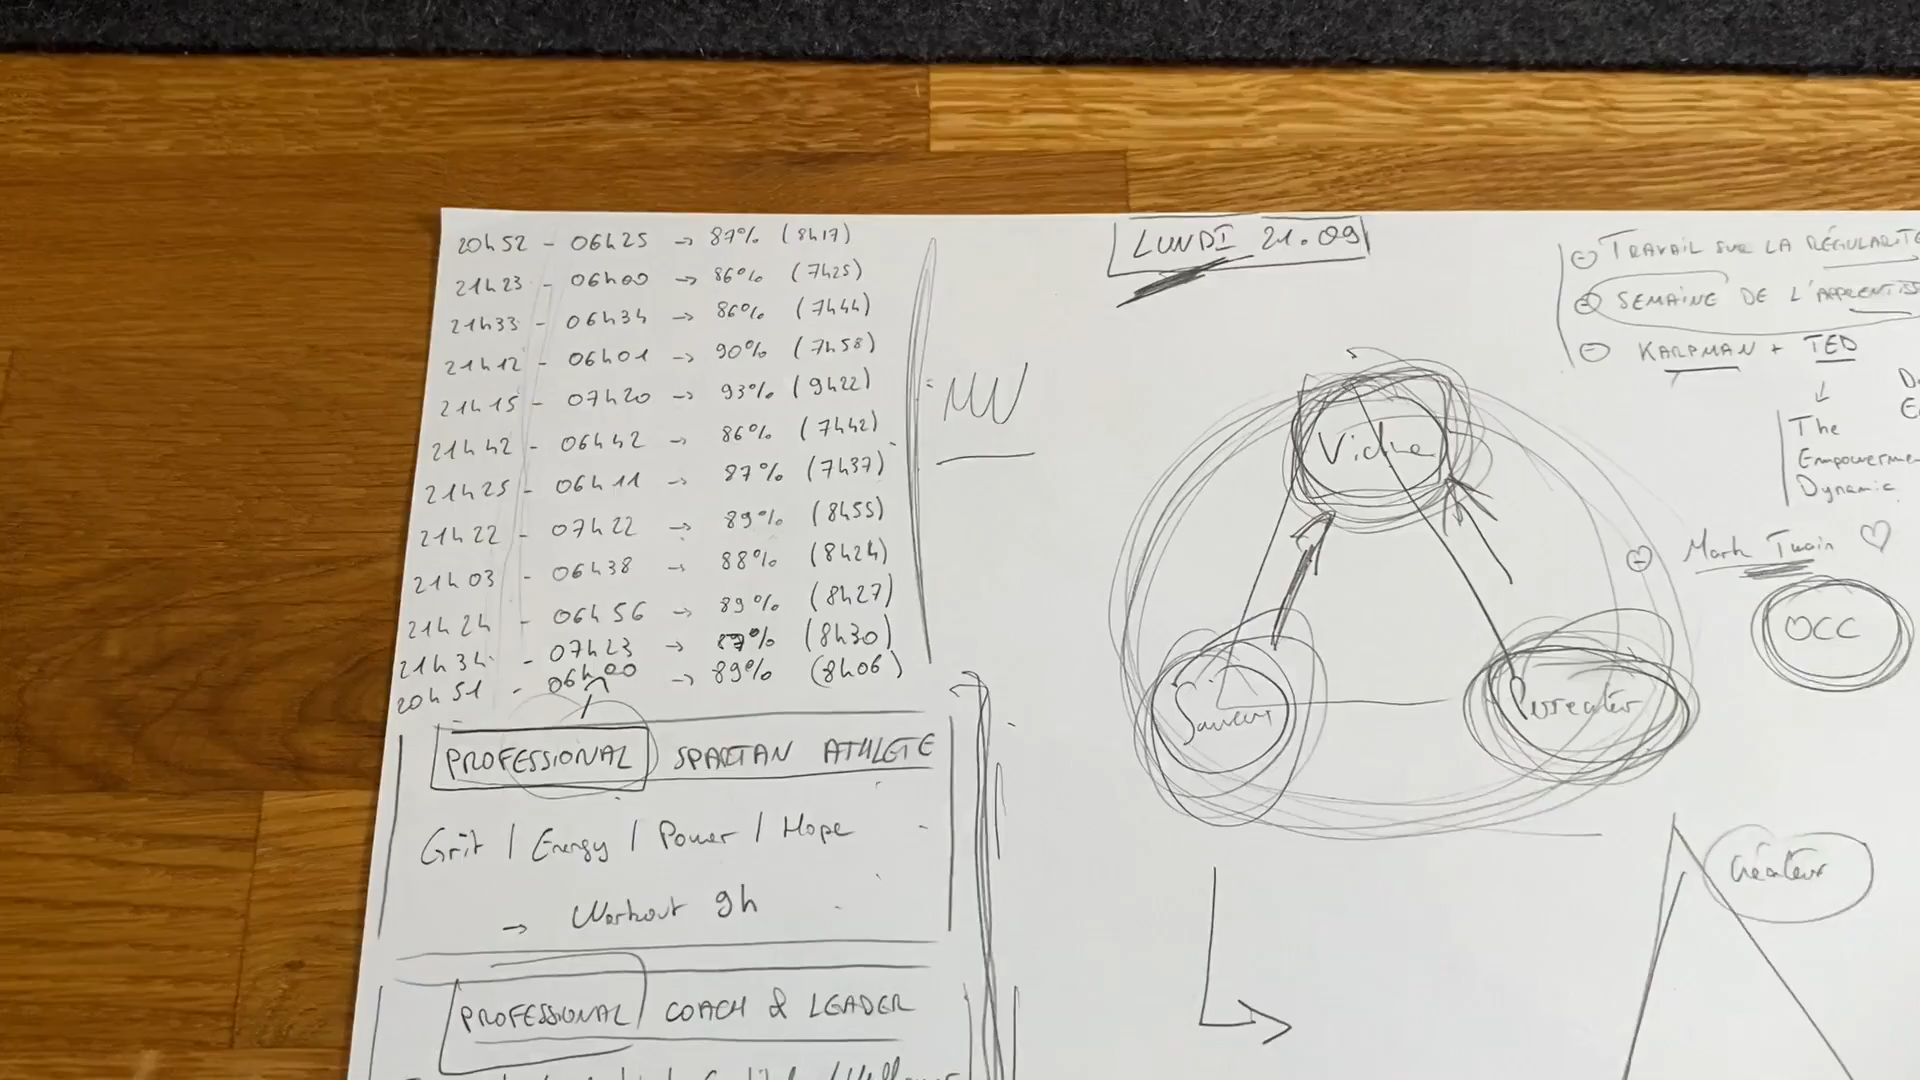 20h52 - 06h25 → 87% (8h17)
21h23 - 06h00 → 86% (7h25)
21h33 - 06h34 → 86% (7h44)
21h12 - 06h01 → 90% (7h58)
21h15 - 07h20 → 93% (9h22)
21h42 - 06h42 → 86% (7h42)
21h25 - 06h11 → 87% (7h37)
21h22 - 07h22 → 89% (8h55)
21h03 - 06h38 → 88% (8h24)
21h24 - 06h56 → 89% (8h27)
21h34 - 07h23 → (8h30)
20h51 - 06h00 → 89% (8h06)
PROFESSIONAL SPARTAN ATHLETE
Grit / Energy / Power / Hope
→ Workout 9h
PROFESSIONAL COACH & LEADER
LUNDI 21.09
Victime
Sauveur
Persécuteur
TRAVAIL SUR LA RÉGULARITÉ
SEMAINE DE L'APPRENTISS
KARPMAN + TED
↓
The
Empowerme
Dynamic
Mark Twain ♡
OCC
Créateur